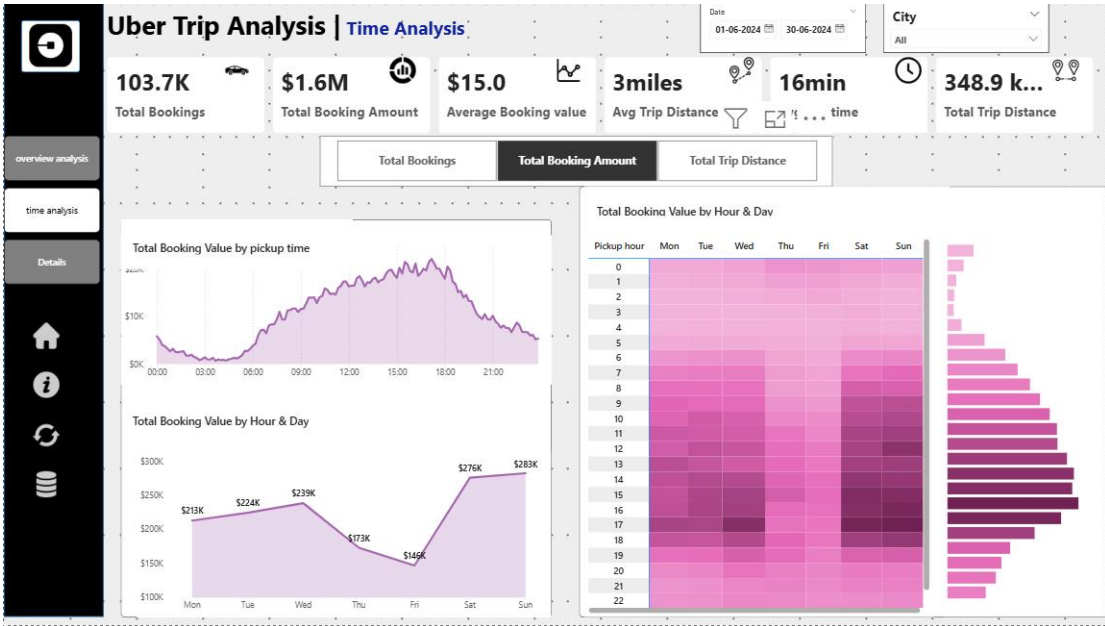 Uber Trip Analysis | Time Analysis
Date
01-06-2024 30-06-2024
City
All
103.7K
Total Bookings
$1.6M
Total Booking Amount
$15.0
Average Booking value
3miles
Avg Trip Distance
16min
time
348.9 k...
Total Trip Distance
overview analysis
time analysis
Details
Total Bookings
Total Booking Amount
Total Trip Distance
Total Booking Value by pickup time
$20K
$10K
$0K
00:00 03:00 06:00 09:00 12:00 15:00 18:00 21:00
Total Booking Value by Hour & Day
$300K
$250K
$200K
$150K
$100K
$213K
$224K
$239K
$173K
$146K
$276K
$283K
Mon Tue Wed Thu Fri Sat Sun
Total Booking Value by Hour & Day
Pickup hour Mon Tue Wed Thu Fri Sat Sun
0
1
2
3
4
5
6
7
8
9
10
11
12
13
14
15
16
17
18
19
20
21
22